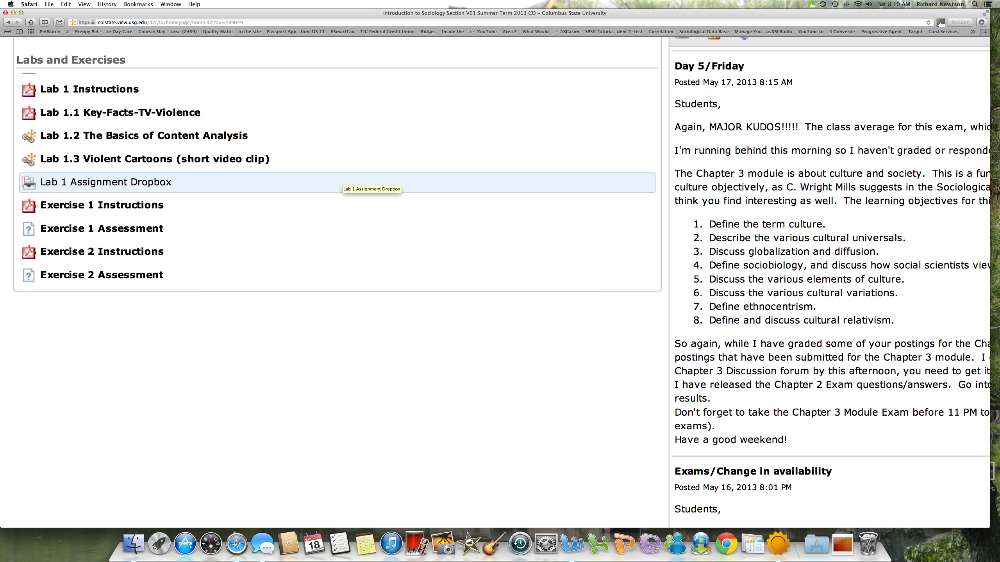 Safari File Edit View History Bookmarks Window Help
Sat 8:10 AM Richard Newtson
Introduction to Sociology Section V01 Summer Term 2013 CO – Columbus State University
https colstate.view.usg.edu/d2l/lp/homepage/home.d2l?ou=489049
Reader
PetWatch 2 Preppy Pet -...ie Day Care Course: May ...urse (2459) Quality Matte... to the site Passport App...tion: DS 11 ESmartTax TIC Federal Credit Union Ridges Inside the ...r – YouTube Area F What Would ... – ABC.com SPSS Tutoria...dent T-test Correlation Sociological Data Base Manage You...usXM Radio YouTube to ...3 Converter Progressive Agent Target Card Services
Labs and Exercises
Lab 1 Instructions
Lab 1.1 Key-Facts-TV-Violence
Lab 1.2 The Basics of Content Analysis
Lab 1.3 Violent Cartoons (short video clip)
Lab 1 Assignment Dropbox
Lab 1 Assignment Dropbox
Exercise 1 Instructions
Exercise 1 Assessment
Exercise 2 Instructions
Exercise 2 Assessment
Day 5/Friday
Posted May 17, 2013 8:15 AM
Students,
Again, MAJOR KUDOS!!!!! The class average for this exam,
I'm running behind this morning so I haven't graded or
The Chapter 3 module is about culture and society. This is a
culture objectively, as C. Wright Mills suggests in the
think you find interesting as well. The learning objectives for
1. Define the term culture.
2. Describe the various cultural universals.
3. Discuss globalization and diffusion.
4. Define sociobiology, and discuss how social scientists
5. Discuss the various elements of culture.
6. Discuss the various cultural variations.
7. Define ethnocentrism.
8. Define and discuss cultural relativism.
So again, while I have graded some of your postings for the
postings that have been submitted for the Chapter 3 module. I
Chapter 3 Discussion forum by this afternoon, you need to get it
I have released the Chapter 2 Exam questions/answers. Go
results.
Don't forget to take the Chapter 3 Module Exam before 11 PM
exams).
Have a good weekend!
Exams/Change in availability
Posted May 16, 2013 8:01 PM
Students,
MAY
18